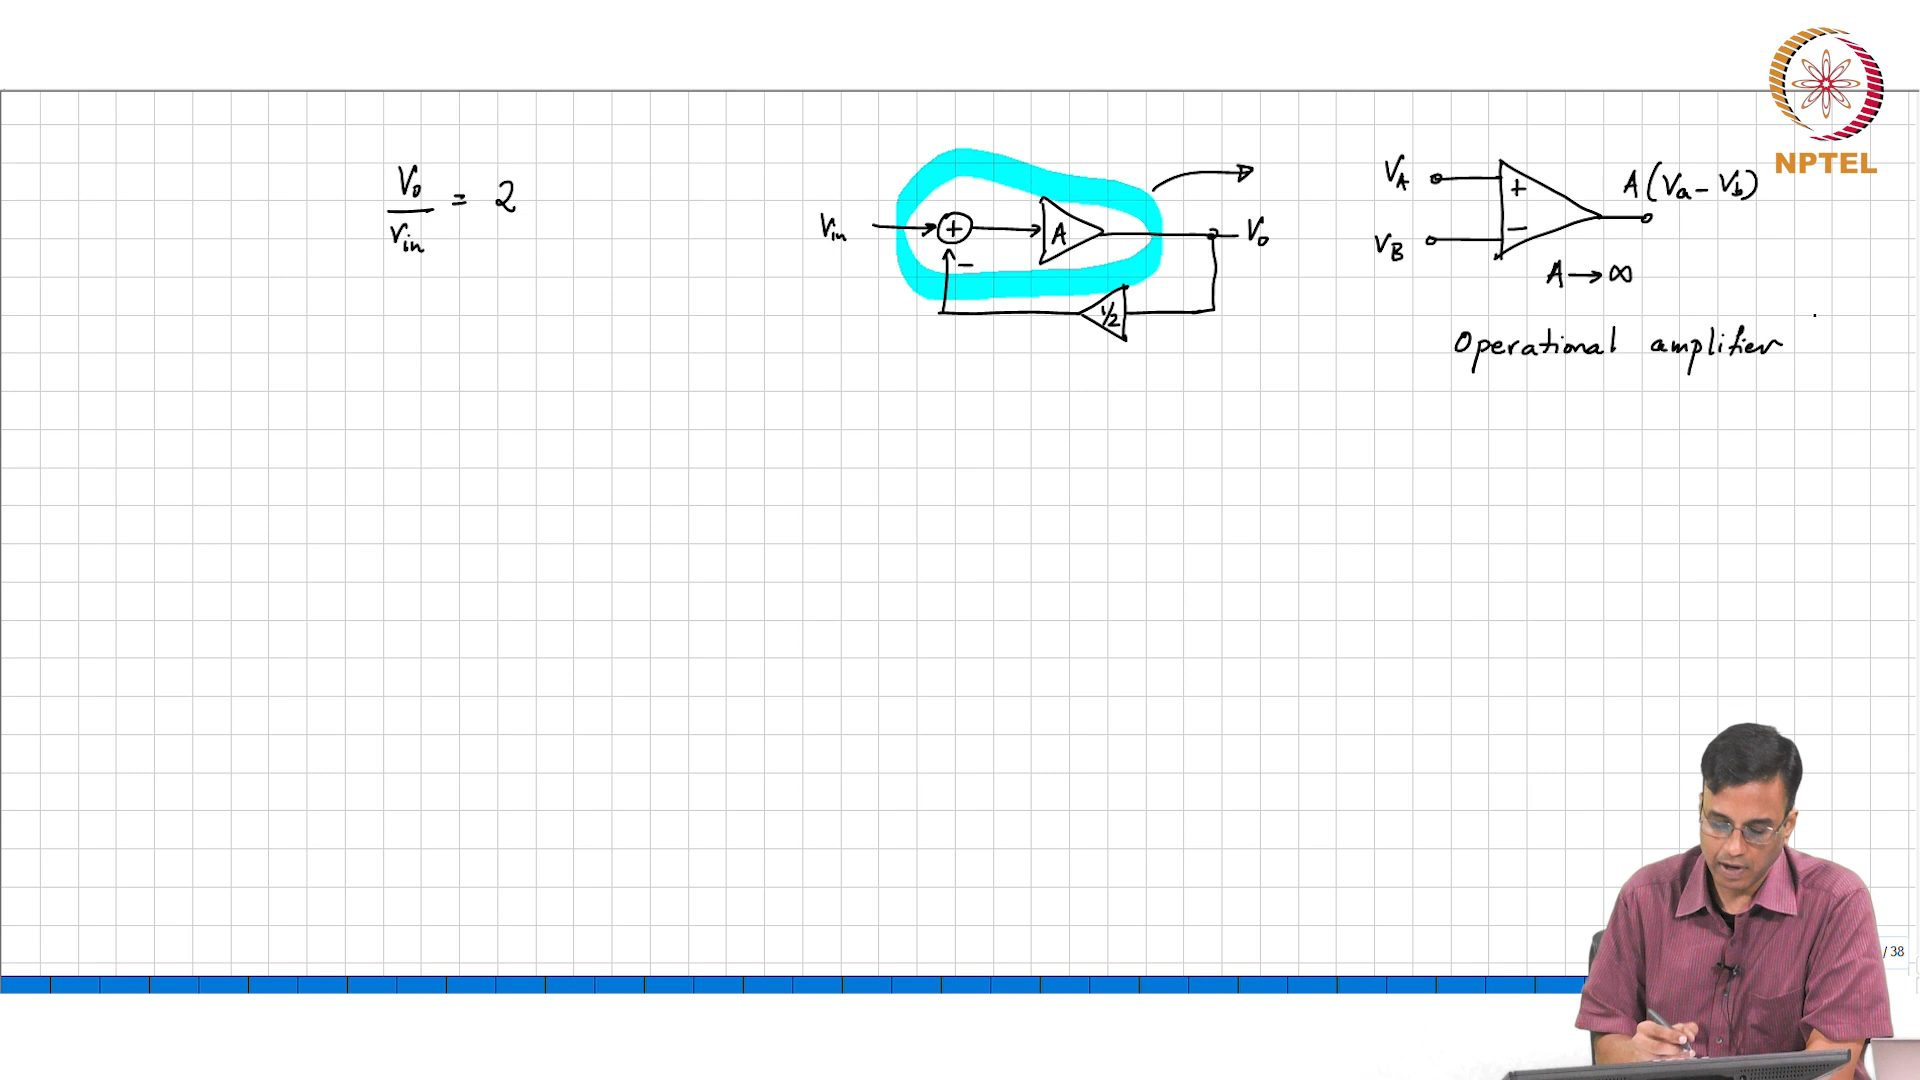 NPTEL
V₀ / Vin = 2
Vin + A V₀
−
1/2
VA + A(Va − Vb)
VB −
A → ∞
Operational amplifier
/ 38